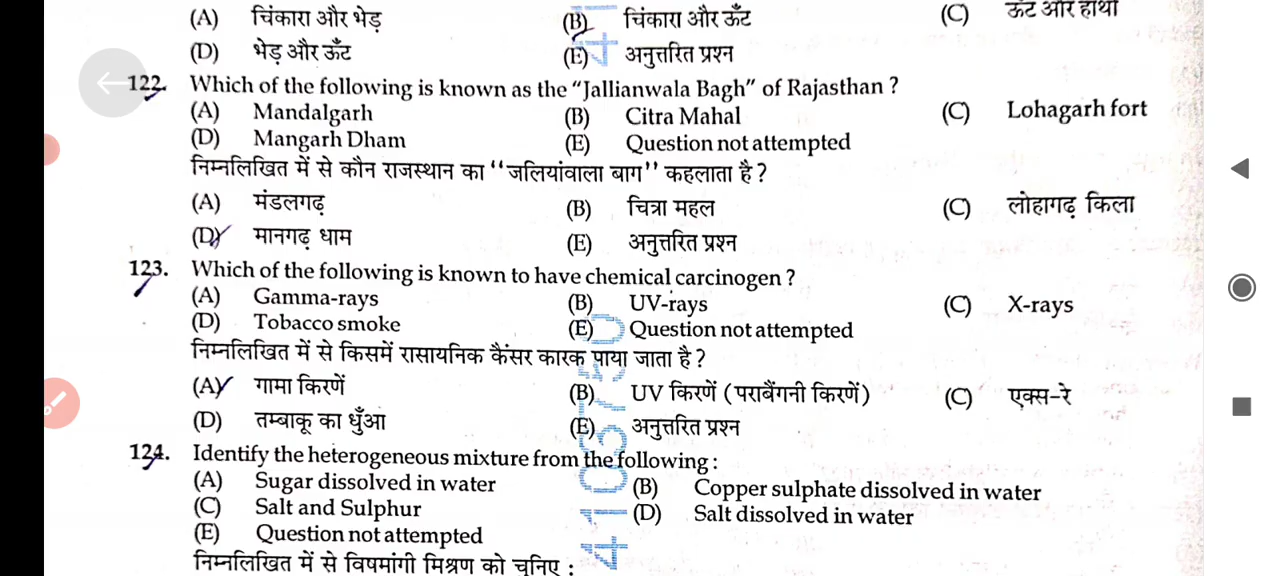 (A) चिंकारा और भेड़ (B) चिंकारा और ऊँट (C) ऊँट और हाथी
(D) भेड़ और ऊँट (E) अनुत्तरित प्रश्न
122. Which of the following is known as the “Jallianwala Bagh” of Rajasthan ?
(A) Mandalgarh (B) Citra Mahal (C) Lohagarh fort
(D) Mangarh Dham (E) Question not attempted
निम्नलिखित में से कौन राजस्थान का ‘‘जलियांवाला बाग’’ कहलाता है ?
(A) मंडलगढ़ (B) चित्रा महल (C) लोहागढ़ किला
(D) मानगढ़ धाम (E) अनुत्तरित प्रश्न
123. Which of the following is known to have chemical carcinogen ?
(A) Gamma-rays (B) UV-rays (C) X-rays
(D) Tobacco smoke (E) Question not attempted
निम्नलिखित में से किसमें रासायनिक कैंसर कारक पाया जाता है ?
(A) गामा किरणें (B) UV किरणें (पराबैंगनी किरणें) (C) एक्स-रे
(D) तम्बाकू का धुँआ (E) अनुत्तरित प्रश्न
124. Identify the heterogeneous mixture from the following :
(A) Sugar dissolved in water (B) Copper sulphate dissolved in water
(C) Salt and Sulphur (D) Salt dissolved in water
(E) Question not attempted
निम्नलिखित में से विषमांगी मिश्रण को चुनिए :